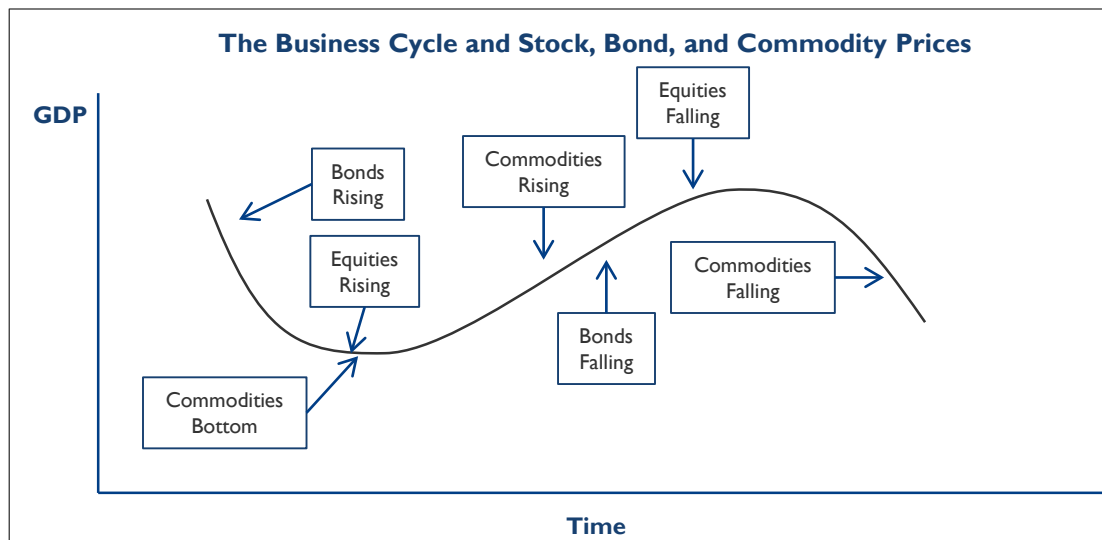 The Business Cycle and Stock, Bond, and Commodity Prices
GDP
Equities
Falling
Commodities
Rising
Bonds
Rising
Equities
Rising
Commodities
Falling
Bonds
Falling
Commodities
Bottom
Time